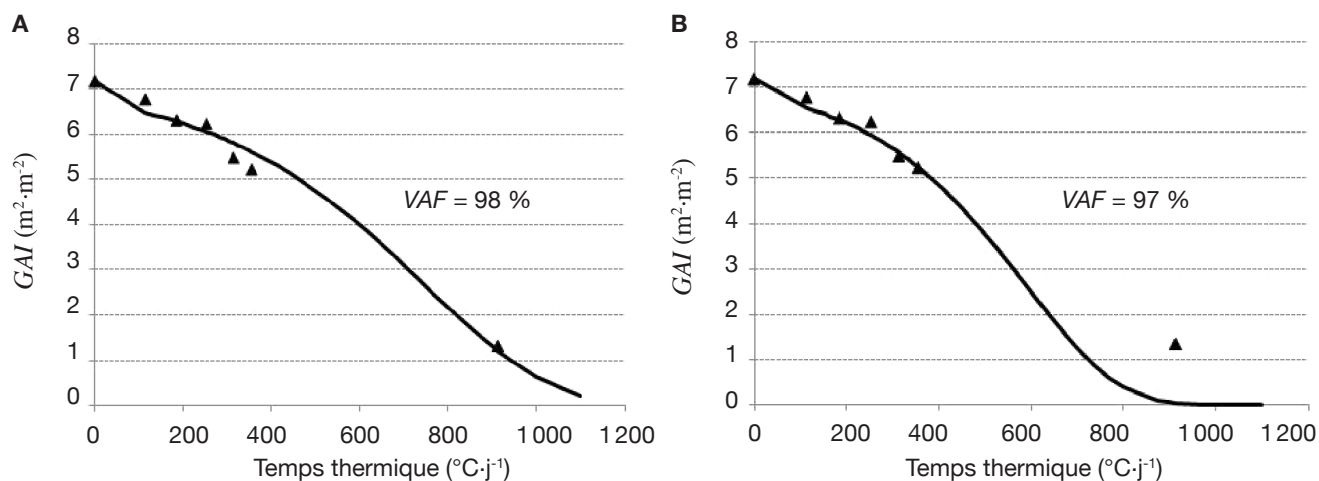 A
8
7
6
5
4
3
2
1
0
GAI (m²·m⁻²)
VAF = 98 %
0 200 400 600 800 1 000 1 200
Temps thermique (°C·j⁻¹)
B
8
7
6
5
4
3
2
1
0
GAI (m²·m⁻²)
VAF = 97 %
0 200 400 600 800 1 000 1 200
Temps thermique (°C·j⁻¹)